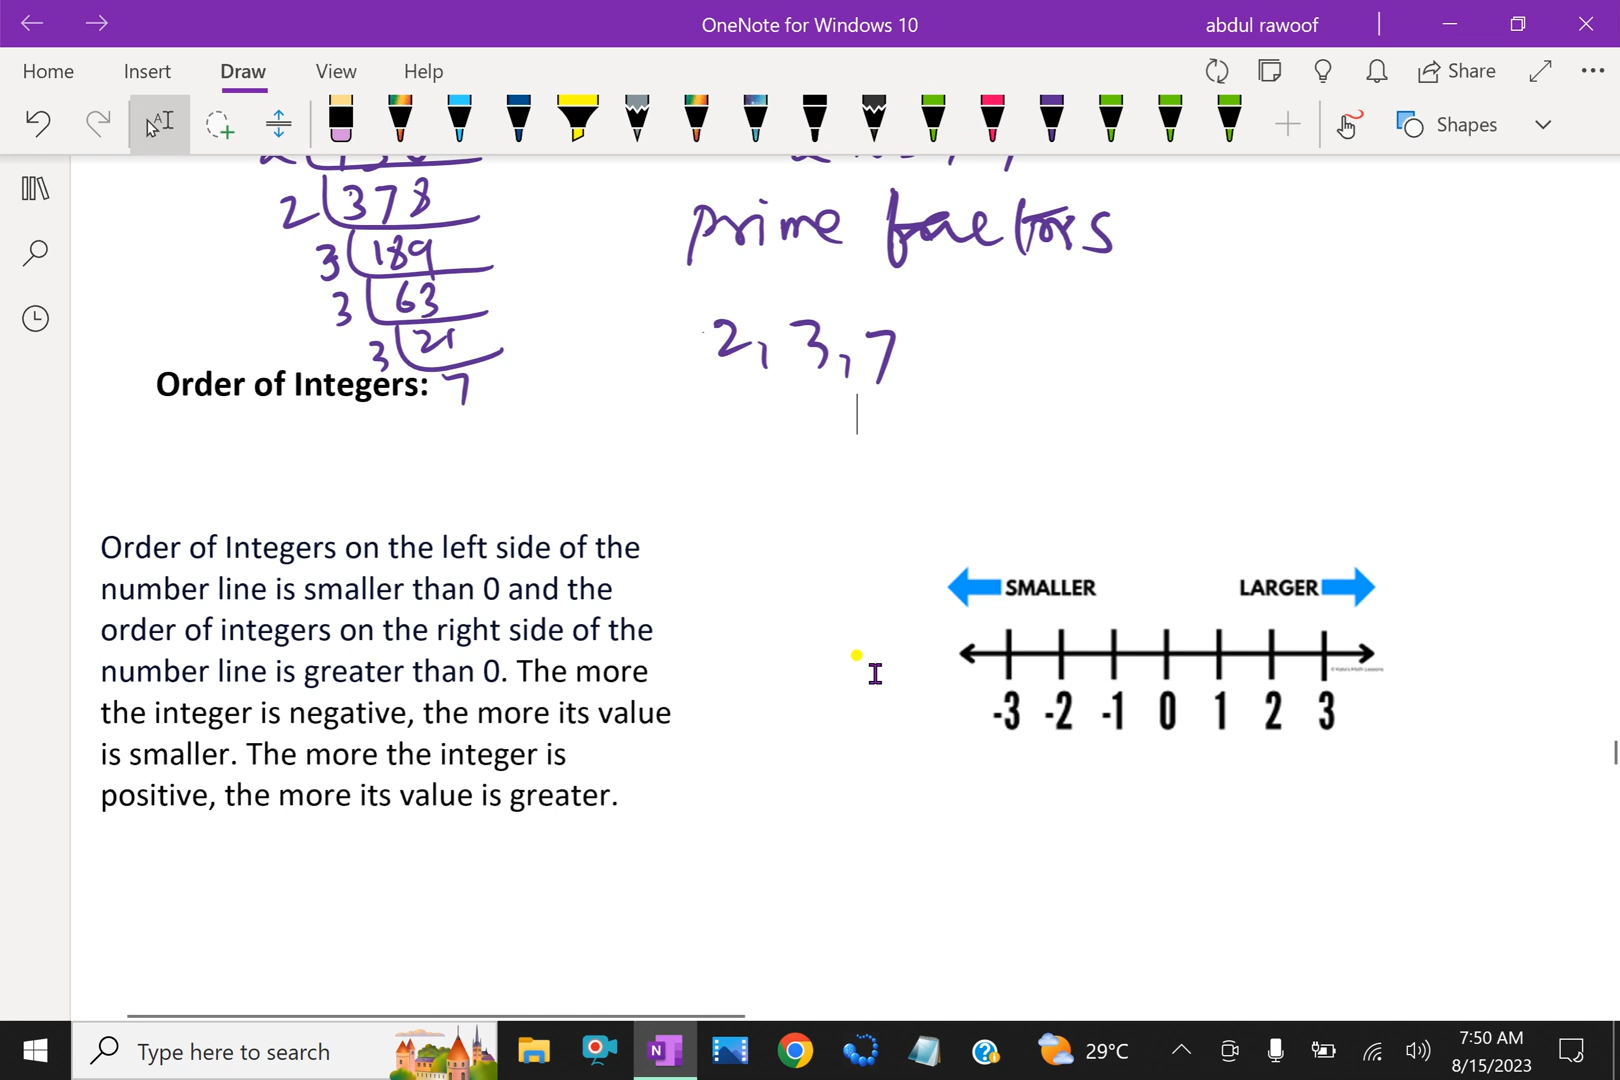 OneNote for Windows 10
abdul rawoof
Home Insert Draw View Help
Share
Shapes
2 378
3 189
3 63
3 21
7
prime factors
2, 3, 7
Order of Integers:
Order of Integers on the left side of the
number line is smaller than 0 and the
order of integers on the right side of the
number line is greater than 0. The more
the integer is negative, the more its value
is smaller. The more the integer is
positive, the more its value is greater.
SMALLER LARGER
-3 -2 -1 0 1 2 3
Type here to search
29°C
7:50 AM
8/15/2023